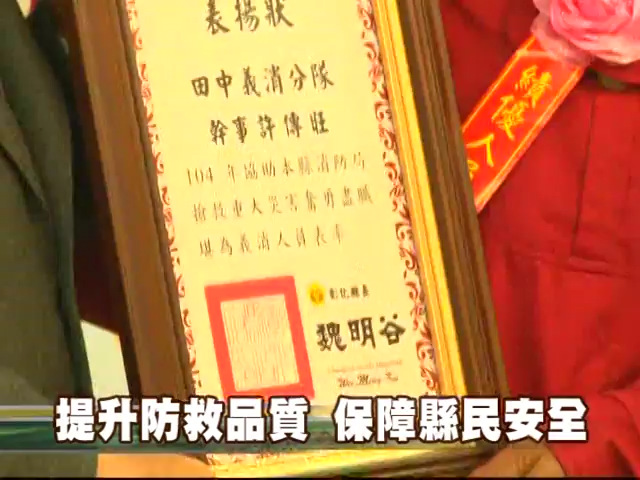 表揚狀
田中義消分隊
幹事許傳旺
104年協助本縣消防局
搶救重大災害奮勇盡職
堪為義消人員表率
彰化縣長
魏明谷
績優人
提升防救品質 保障縣民安全